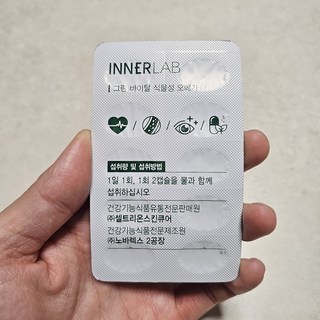 INNERLAB
| 그린 바이탈 식물성 오메가
섭취량 및 섭취방법
1일 1회, 1회 2캡슐을 물과 함께
섭취하십시오
건강기능식품유통전문판매원
㈜셀트리온스킨큐어
건강기능식품전문제조원
㈜노바렉스 2공장